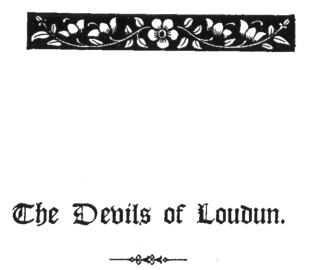 The Devils of Loudun.